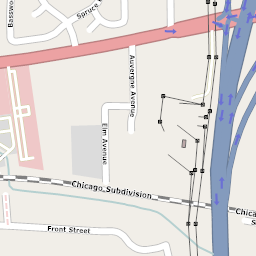 Basswo
Spruce
Auvergne Avenue
Elm Avenue
Chicago Subdivision
Chica
S
Front Street